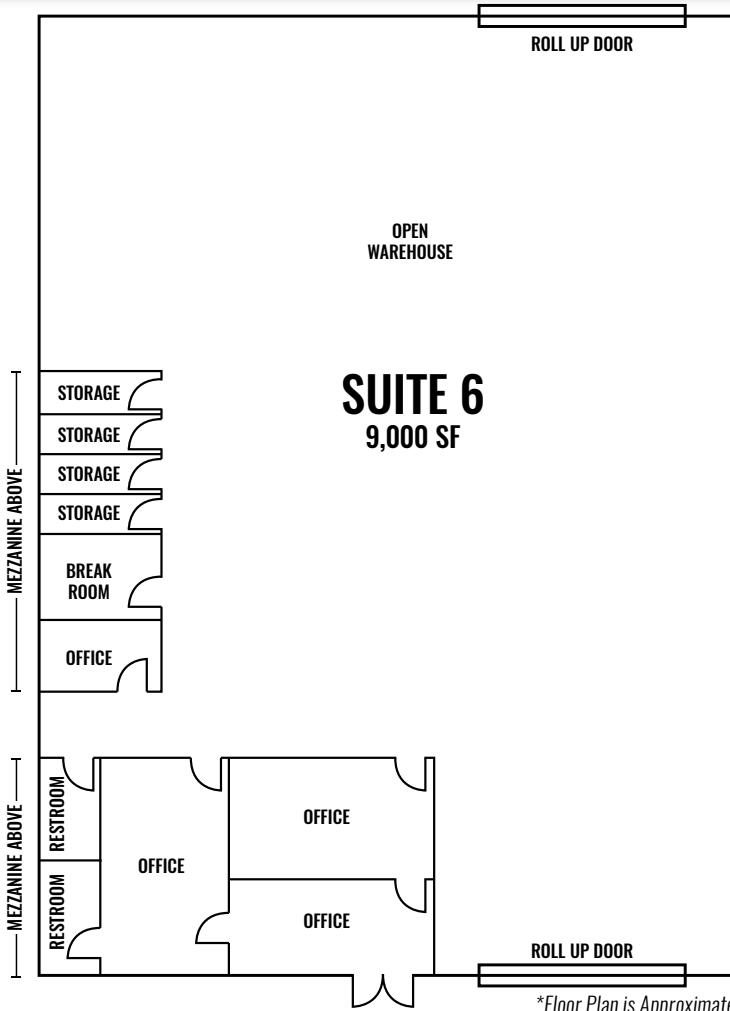 ROLL UP DOOR
OPEN
WAREHOUSE
SUITE 6
9,000 SF
MEZZANINE ABOVE
STORAGE
STORAGE
STORAGE
STORAGE
BREAK
ROOM
OFFICE
MEZZANINE ABOVE
RESTROOM
RESTROOM
OFFICE
OFFICE
OFFICE
ROLL UP DOOR
*Floor Plan is Approximate